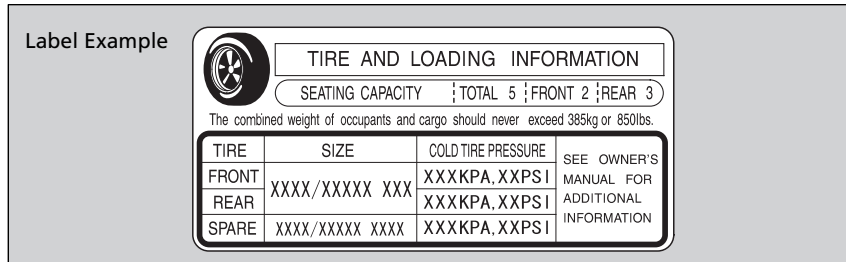 Label Example
TIRE AND LOADING INFORMATION
SEATING CAPACITY TOTAL 5 FRONT 2 REAR 3
The combined weight of occupants and cargo should never exceed 385kg or 850lbs.
TIRE SIZE COLD TIRE PRESSURE
SEE OWNER'S
MANUAL FOR
ADDITIONAL
INFORMATION
FRONT XXXX/XXXXX XXX XXXKPA,XXPSI
REAR XXXKPA,XXPSI
SPARE XXXX/XXXXX XXXX XXXKPA,XXPSI